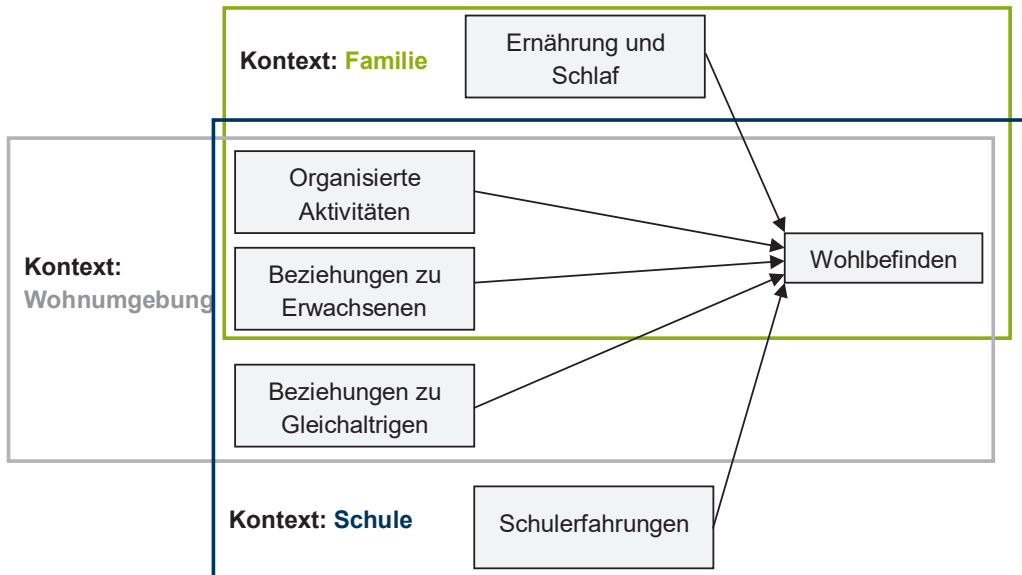 Kontext: Familie
Ernährung und
Schlaf
Organisierte
Aktivitäten
Kontext:
Wohnumgebung
Beziehungen zu
Erwachsenen
Wohlbefinden
Beziehungen zu
Gleichaltrigen
Kontext: Schule
Schulerfahrungen